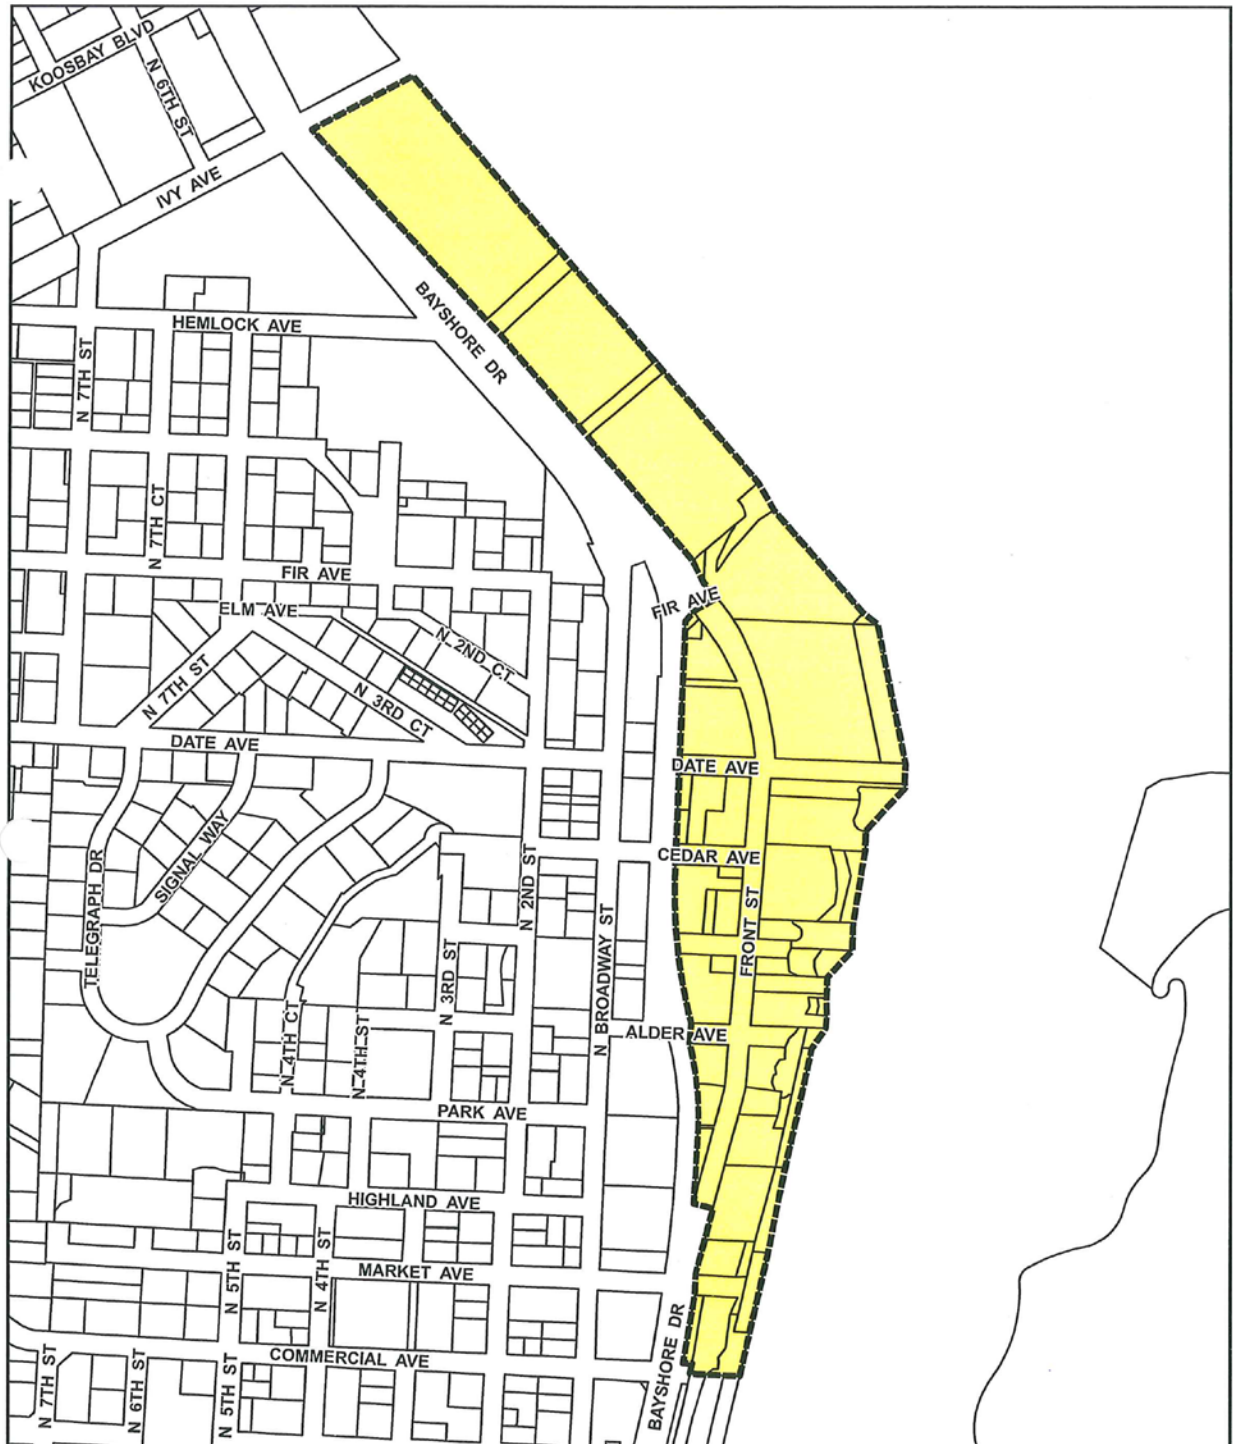 KOOSBAY BLVD
N 6TH ST
IVY AVE
BAYSHORE DR
HEMLOCK AVE
N 7TH ST
N 7TH CT
FIR AVE
FIR AVE
ELM AVE
N 2ND CT
N 7TH ST
N 3RD CT
DATE AVE
DATE AVE
SIGNAL WAY
TELEGRAPH DR
CEDAR AVE
N 2ND ST
FRONT ST
N BROADWAY ST
N 3RD ST
N 4TH CT
N 4TH ST
ALDER AVE
PARK AVE
HIGHLAND AVE
N 5TH ST
N 4TH ST
MARKET AVE
BAYSHORE DR
COMMERCIAL AVE
N 7TH ST
N 6TH ST
N 5TH ST